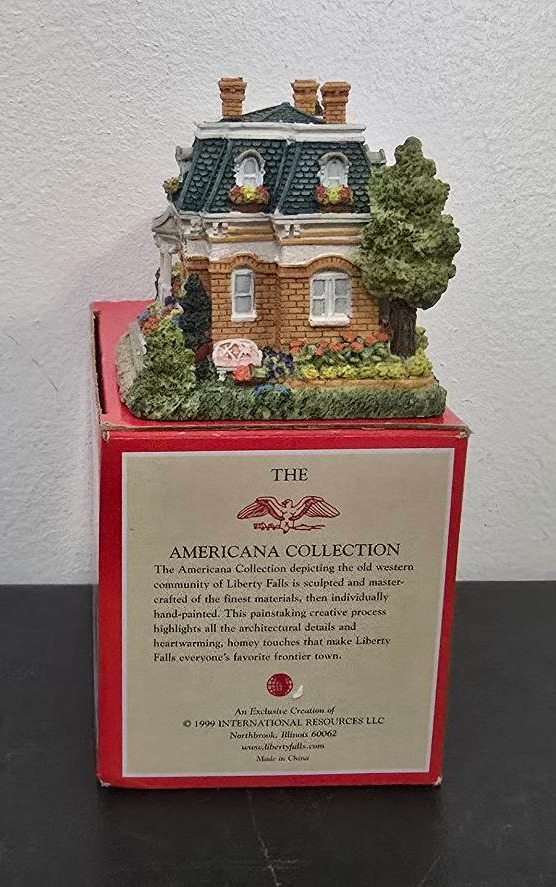 THE
AMERICANA COLLECTION
The Americana Collection depicting the old western
community of Liberty Falls is sculpted and master-
crafted of the finest materials, then individually
hand-painted. This painstaking creative process
highlights all the architectural details and
heartwarming, homey touches that make Liberty
Falls everyone's favorite frontier town.
An Exclusive Creation of
© 1999 INTERNATIONAL RESOURCES LLC
Northbrook, Illinois 60062
www.libertyfalls.com
Made in China